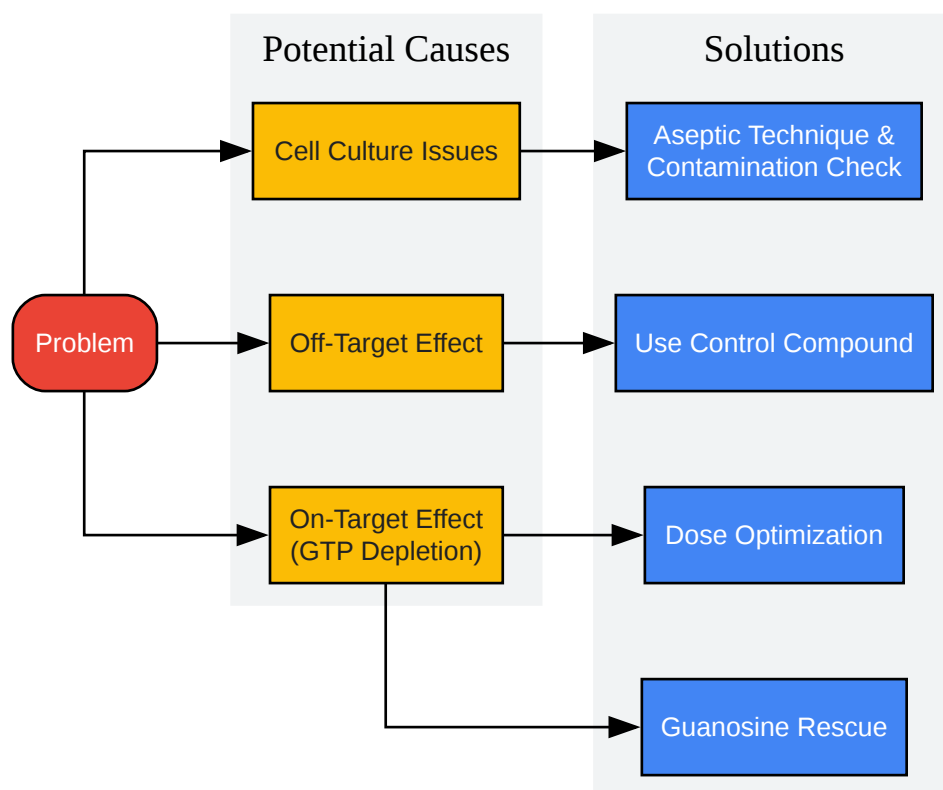 Potential Causes
Solutions
Cell Culture Issues
Aseptic Technique &
Contamination Check
Problem
Off-Target Effect
Use Control Compound
On-Target Effect
(GTP Depletion)
Dose Optimization
Guanosine Rescue